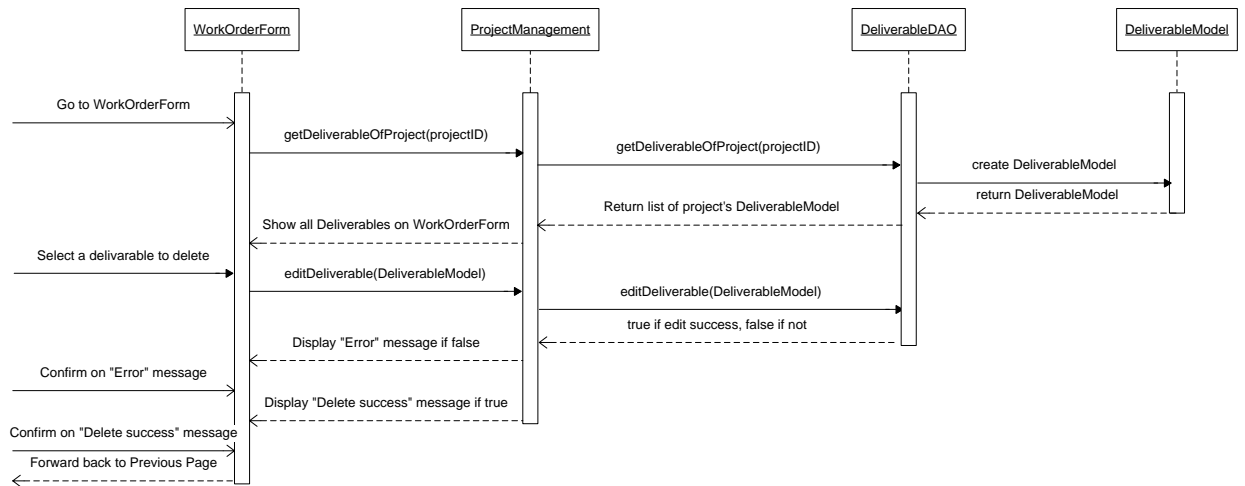 WorkOrderForm
ProjectManagement
DeliverableDAO
DeliverableModel
Go to WorkOrderForm
getDeliverableOfProject(projectID)
getDeliverableOfProject(projectID)
create DeliverableModel
return DeliverableModel
Return list of project's DeliverableModel
Show all Deliverables on WorkOrderForm
Select a delivarable to delete
editDeliverable(DeliverableModel)
editDeliverable(DeliverableModel)
true if edit success, false if not
Display "Error" message if false
Confirm on "Error" message
Display "Delete success" message if true
Confirm on "Delete success" message
Forward back to Previous Page